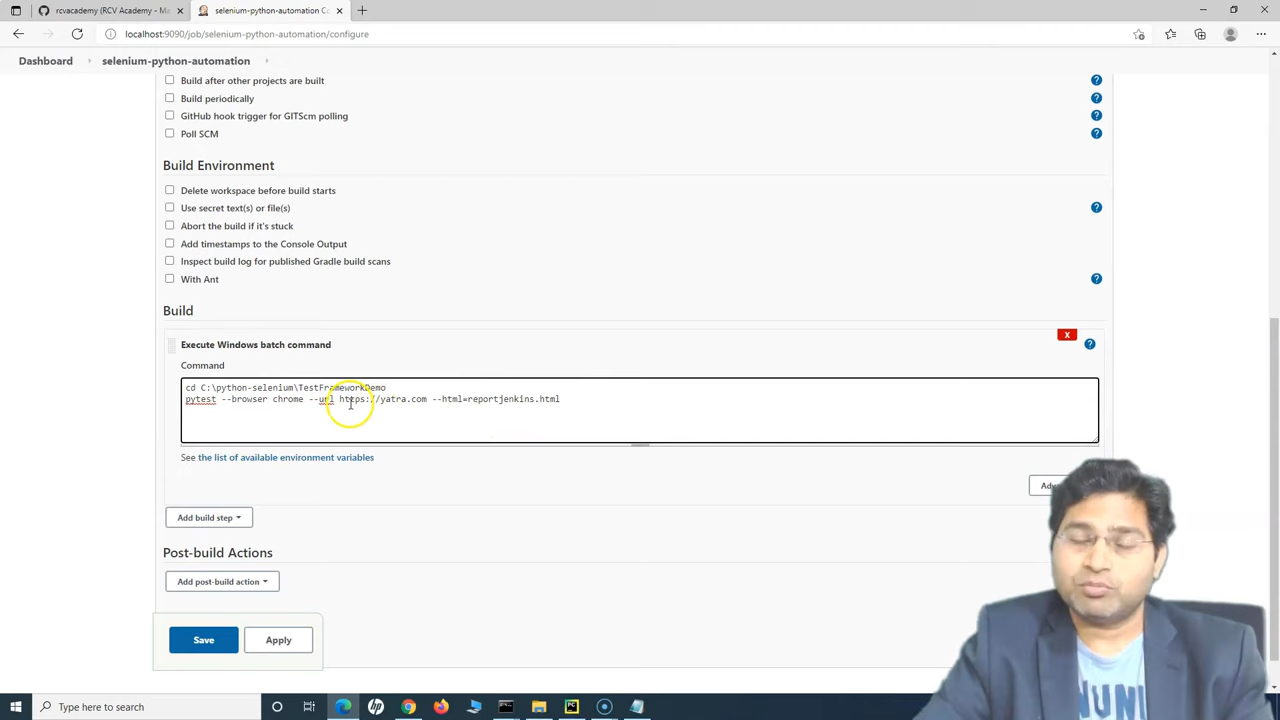 rcvacademy (RCV Academy - Ma
selenium-python-automation Co
localhost:9090/job/selenium-python-automation/configure
Dashboard
selenium-python-automation
Build after other projects are built
Build periodically
GitHub hook trigger for GITScm polling
Poll SCM
Build Environment
Delete workspace before build starts
Use secret text(s) or file(s)
Abort the build if it's stuck
Add timestamps to the Console Output
Inspect build log for published Gradle build scans
With Ant
Build
X
Execute Windows batch command
Command
cd C:\python-selenium\TestFrameworkDemo
pytest --browser chrome --url https://yatra.com --html=reportjenkins.html
See the list of available environment variables
Add build step
Post-build Actions
Add post-build action
Save
Apply
Type here to search